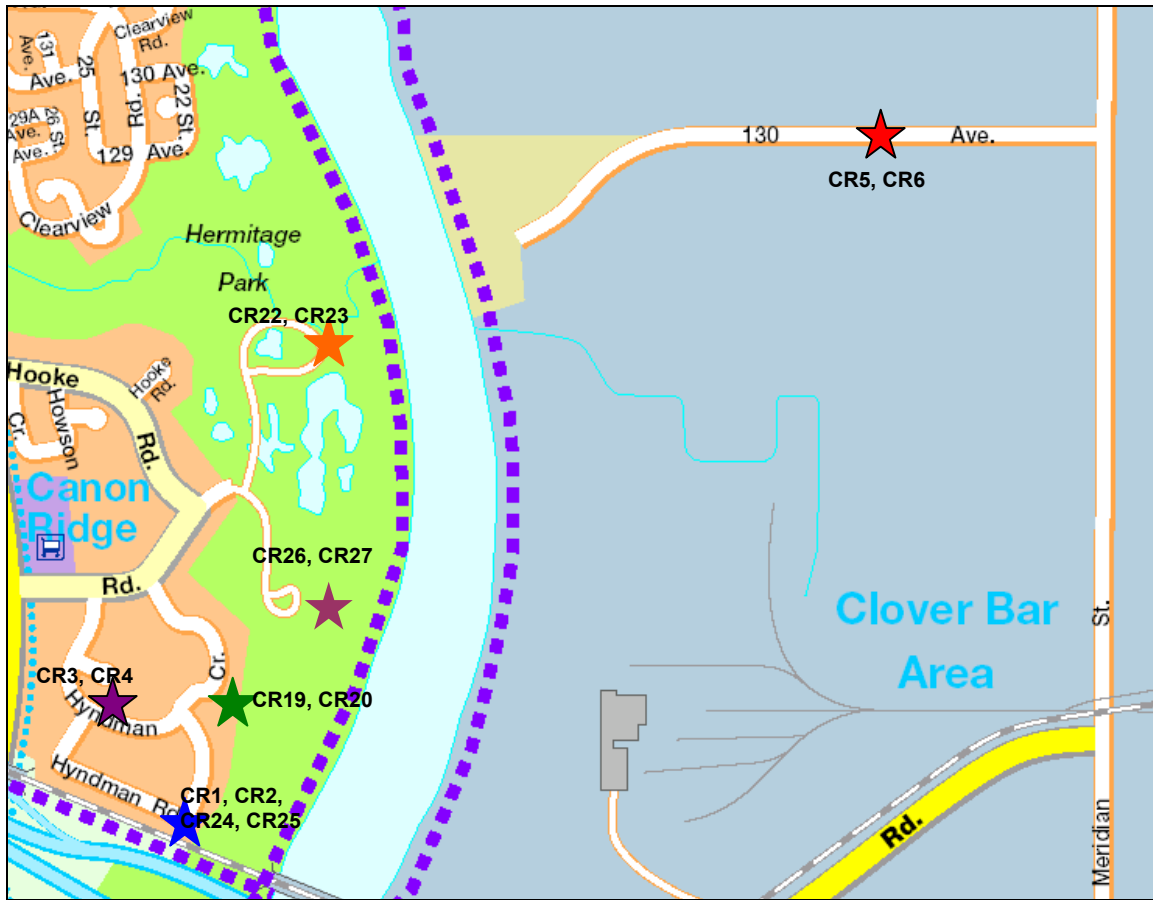 Clearview
Rd.
131
Ave.
Ave.
25
St.
130 Ave.
Rd.
22 St.
29A
Ave.
26
St.
Ave.
129 Ave.
Clearview
130
Ave.
CR5, CR6
Hermitage
Park
CR22, CR23
Hooke
Hooke
Rd.
Cr.
Howson
Rd.
Canon
Ridge
CR26, CR27
Rd.
Clover Bar
Area
St.
Cr.
CR3, CR4
CR19, CR20
Hyndman
Hyndman Rd.
CR1, CR2,
CR24, CR25
Rd.
Meridian